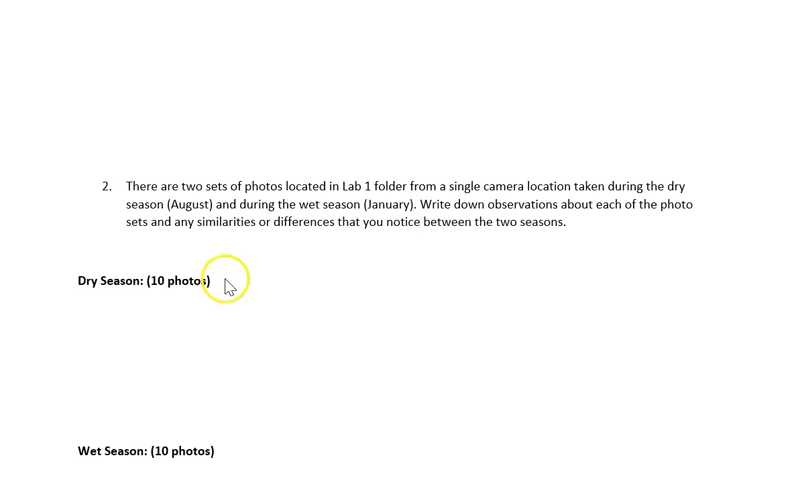 2. There are two sets of photos located in Lab 1 folder from a single camera location taken during the dry
season (August) and during the wet season (January). Write down observations about each of the photo
sets and any similarities or differences that you notice between the two seasons.
Dry Season: (10 photos)
Wet Season: (10 photos)